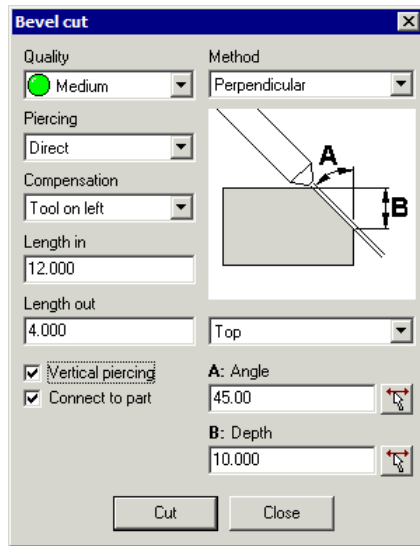 Bevel cut
Quality
Method
Medium
Perpendicular
Piercing
Direct
A
Compensation
B
Tool on left
Length in
12.000
Length out
4.000
Top
Vertical piercing
A: Angle
Connect to part
45.00
B: Depth
10.000
Cut
Close